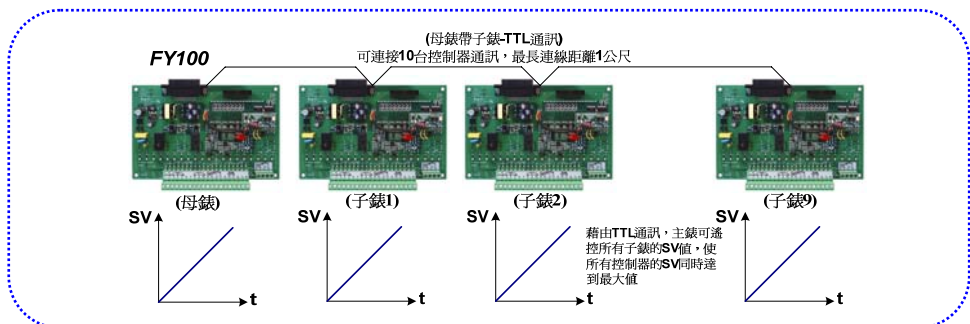 (母錶帶子錶-TTL通訊)
FY100
可連接10台控制器通訊，最長連線距離1公尺
(母錶)
(子錶1)
(子錶2)
(子錶9)
SV
SV
SV
SV
藉由TTL通訊，主錶可遙
控所有子錶的SV值，使
所有控制器的SV同時達
到最大值
t
t
t
t